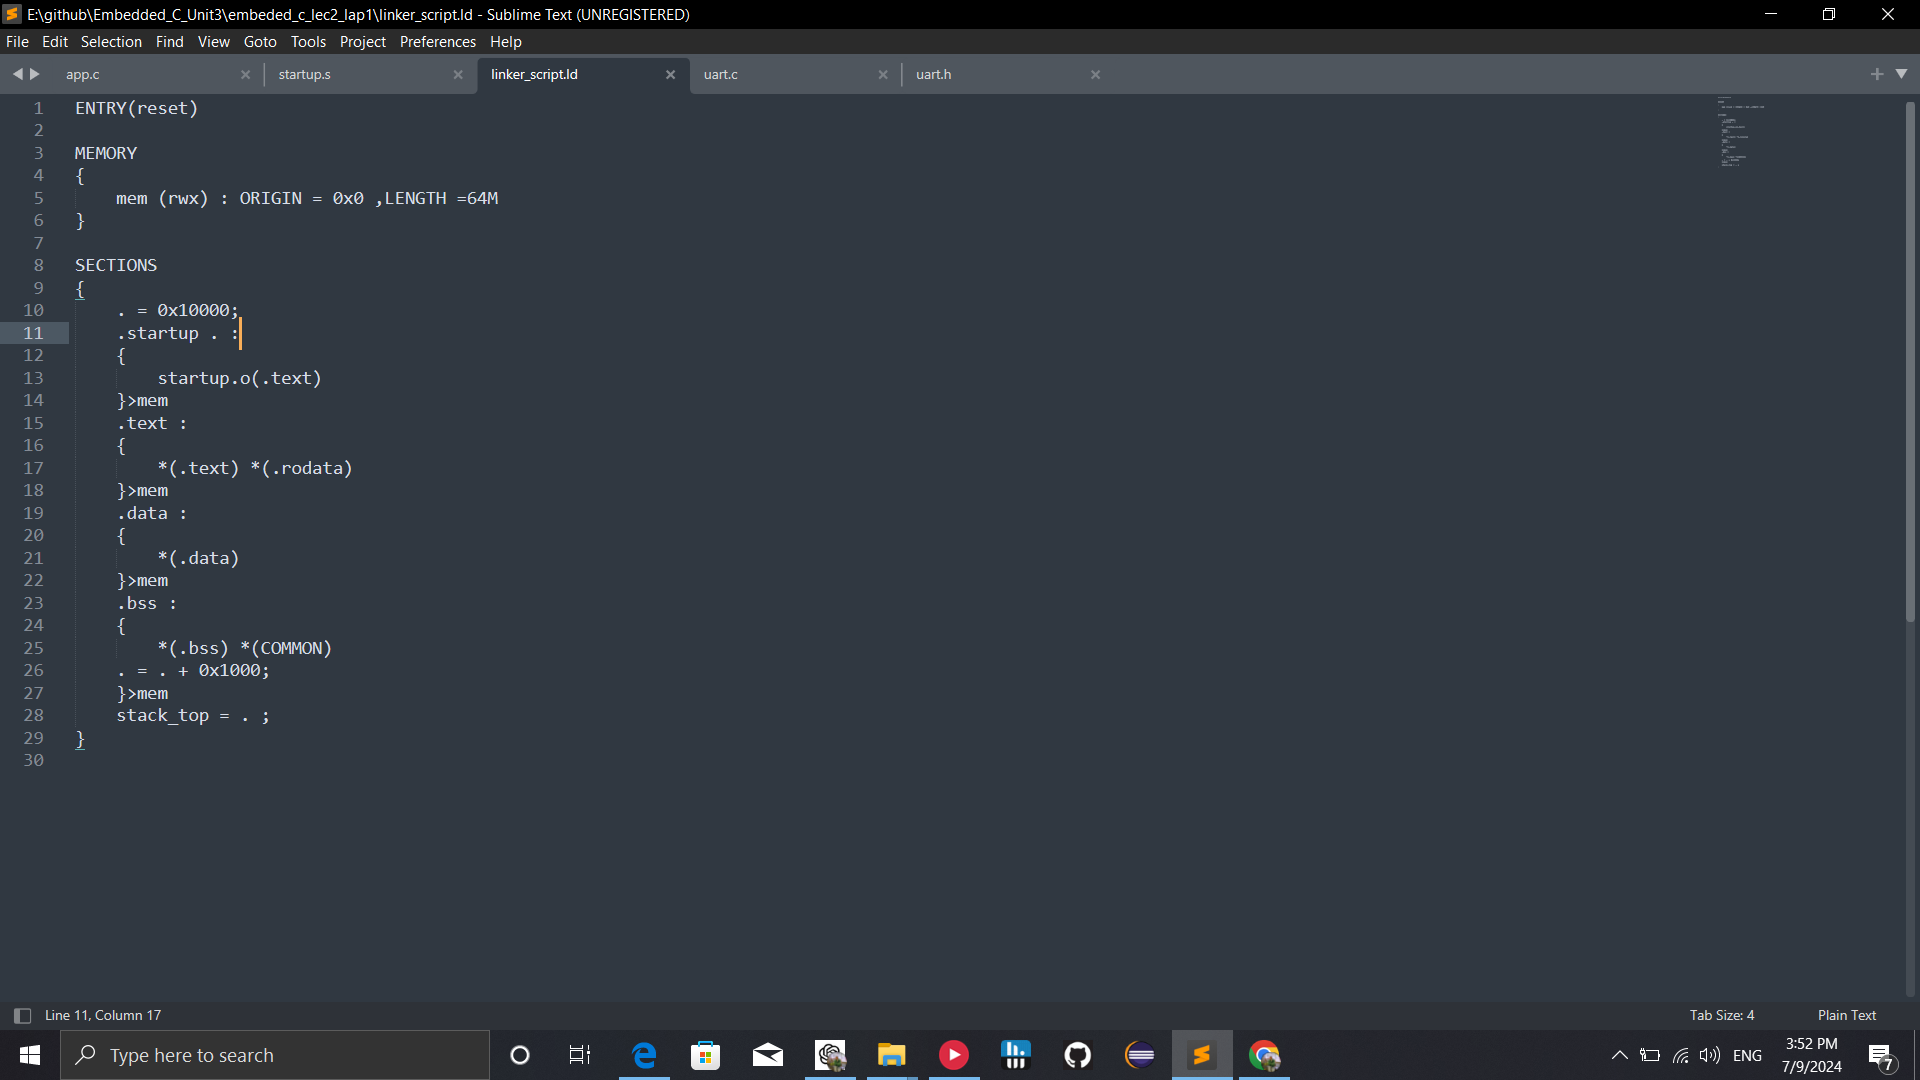 E:\github\Embedded_C_Unit3\embeded_c_lec2_lap1\linker_script.ld - Sublime Text (UNREGISTERED)
File Edit Selection Find View Goto Tools Project Preferences Help
app.c startup.s linker_script.ld uart.c uart.h
1 ENTRY(reset)
2
3 MEMORY
4 {
5 mem (rwx) : ORIGIN = 0x0 ,LENGTH =64M
6 }
7
8 SECTIONS
9 {
10 . = 0x10000;
11 .startup . :
12 {
13 startup.o(.text)
14 }>mem
15 .text :
16 {
17 *(.text) *(.rodata)
18 }>mem
19 .data :
20 {
21 *(.data)
22 }>mem
23 .bss :
24 {
25 *(.bss) *(COMMON)
26 . = . + 0x1000;
27 }>mem
28 stack_top = . ;
29 }
30
Line 11, Column 17 Tab Size: 4 Plain Text
Type here to search ENG 3:52 PM
7/9/2024 7